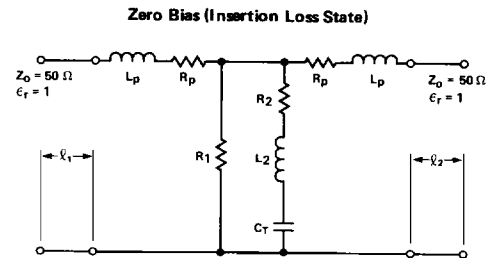 Zero Bias (Insertion Loss State)
Zo = 50 Ω
εr = 1
Lp
Rp
Rp
Lp
Zo = 50 Ω
εr = 1
R2
R1
L2
ℓ1
ℓ2
CT